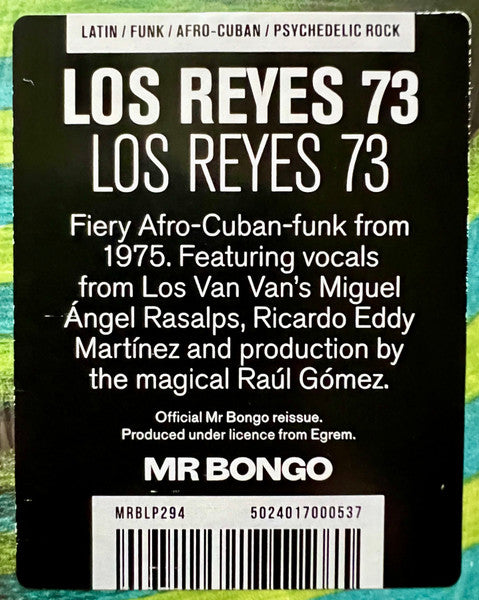 LATIN / FUNK / AFRO-CUBAN / PSYCHEDELIC ROCK
LOS REYES 73
LOS REYES 73
Fiery Afro-Cuban-funk from
1975. Featuring vocals
from Los Van Van's Miguel
Ángel Rasalps, Ricardo Eddy
Martínez and production by
the magical Raúl Gómez.
Official Mr Bongo reissue.
Produced under licence from Egrem.
MR BONGO
MRBLP294 5024017000537